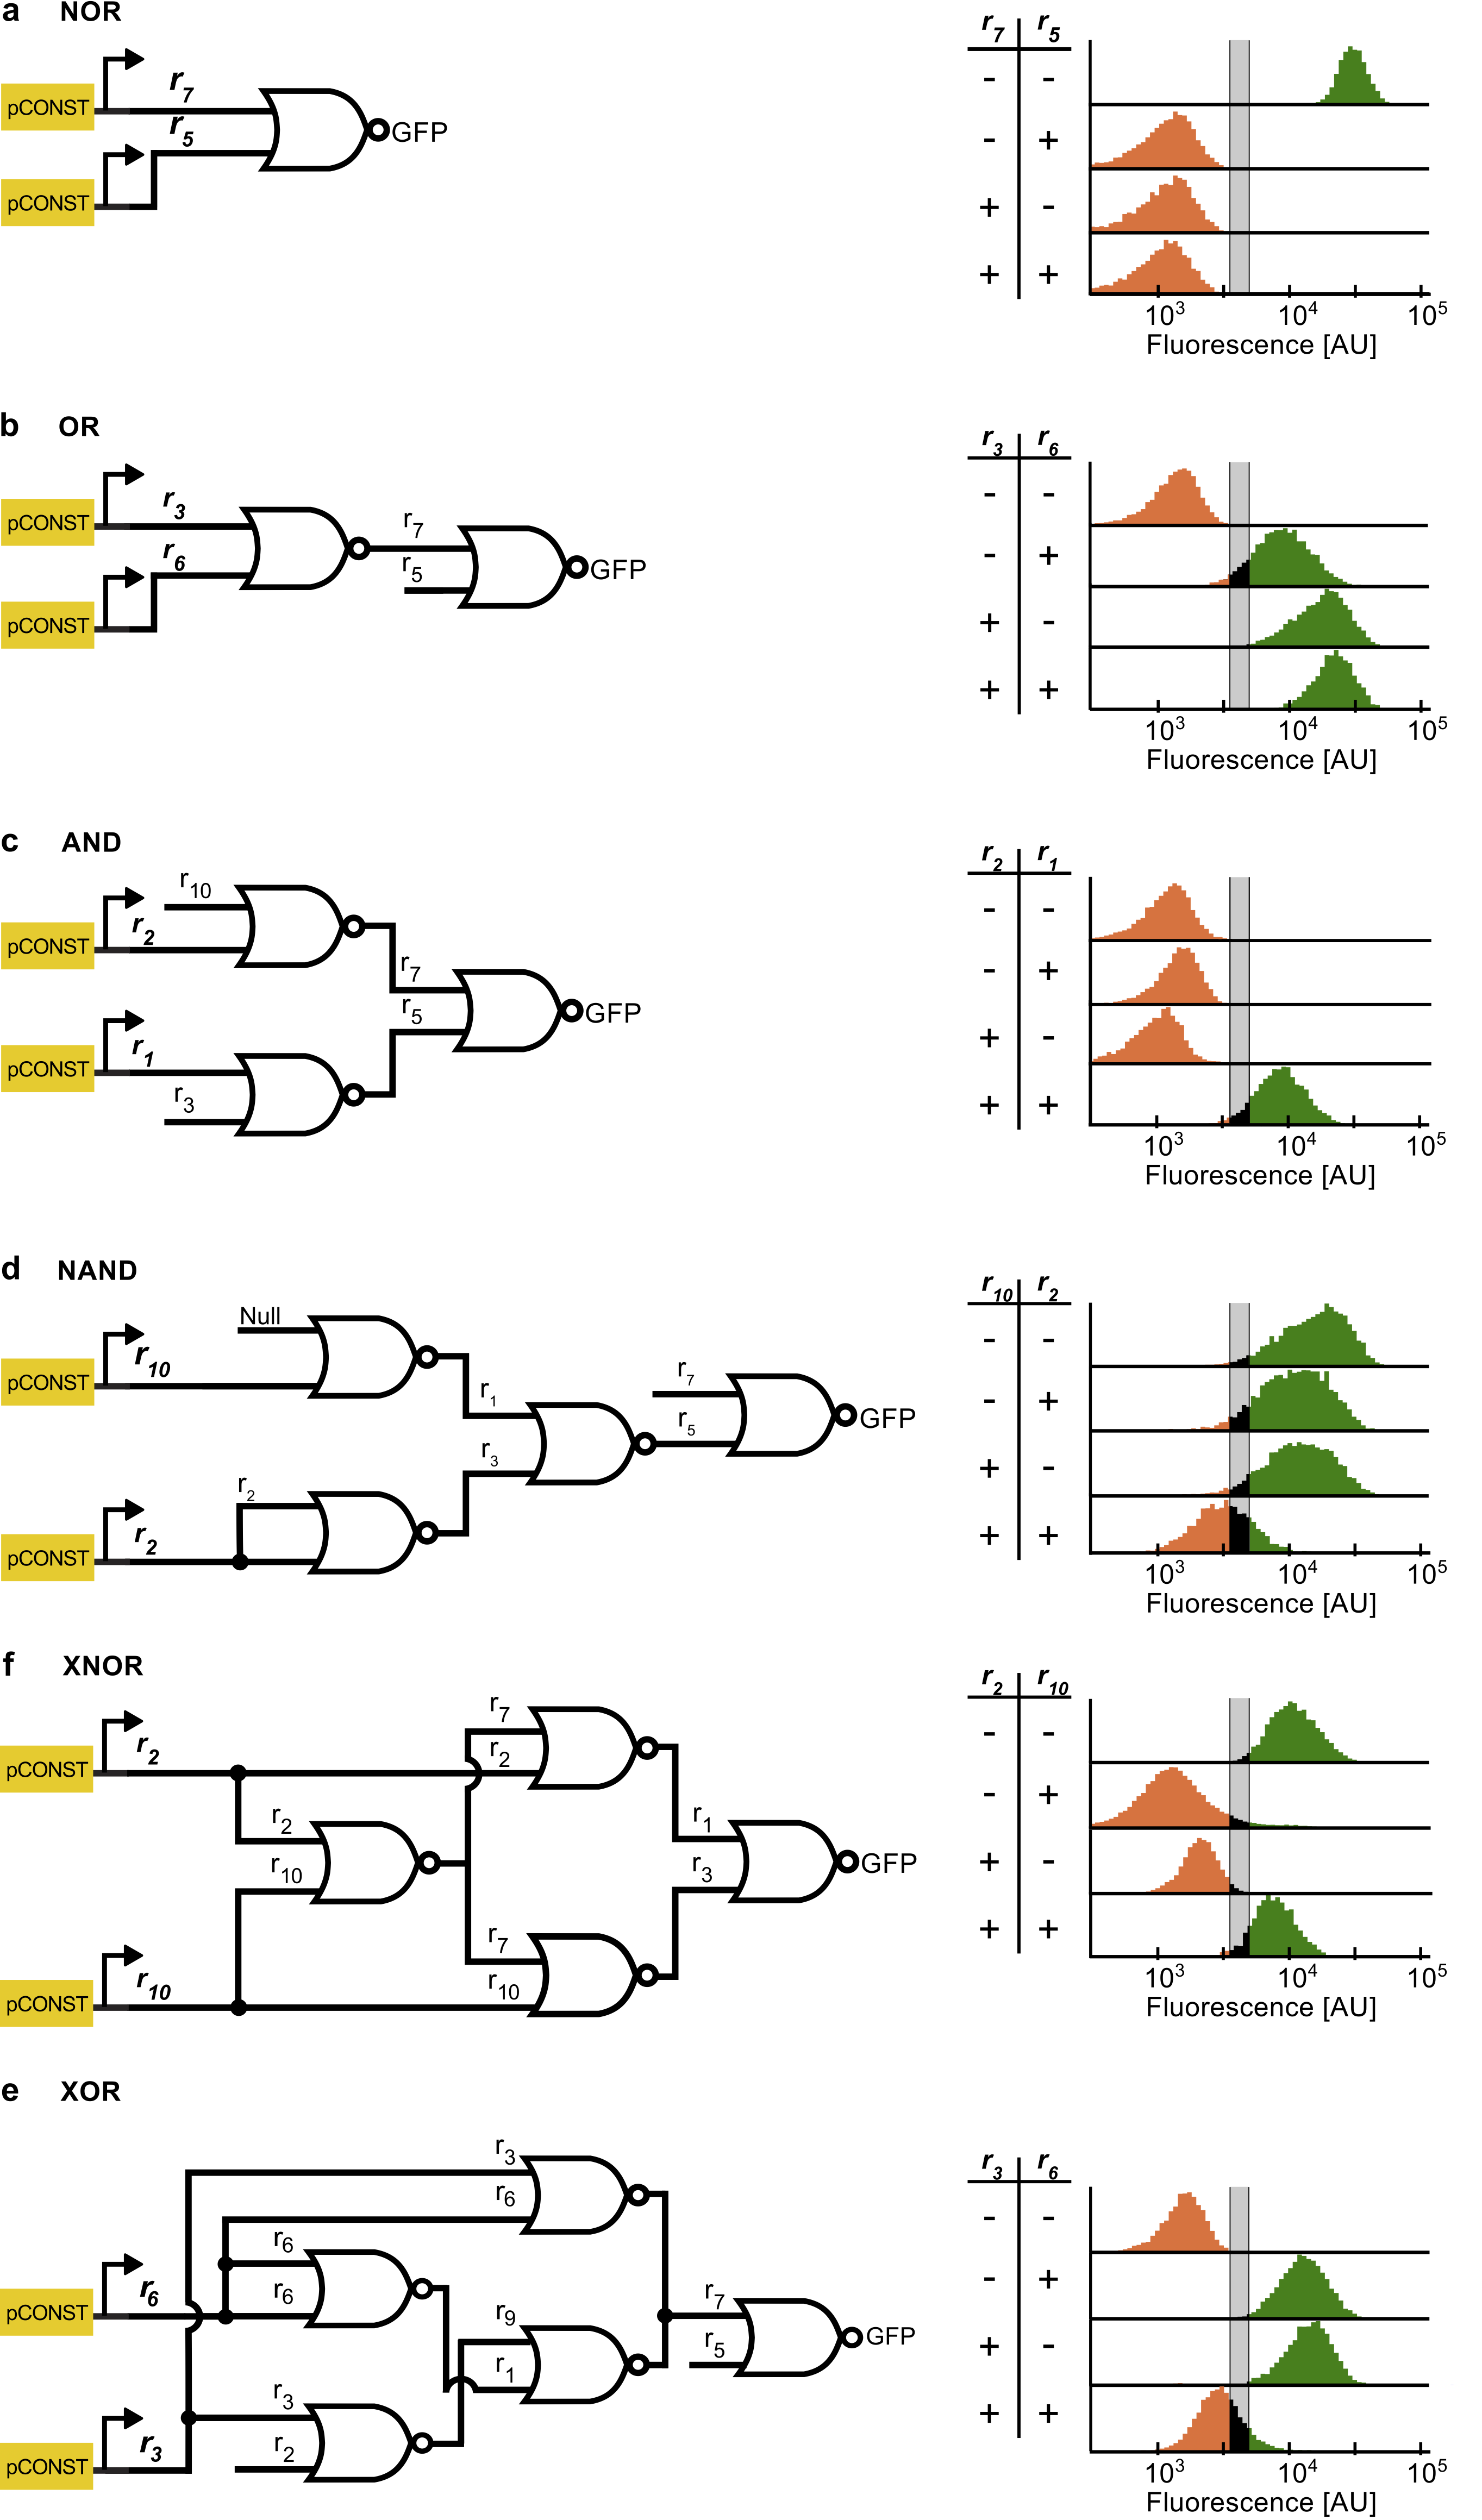 a NOR
pCONST r7
r5 GFP
pCONST
r7 r5
- -
- +
+ -
+ +
10^3 10^4 10^5
Fluorescence [AU]
b OR
pCONST r3
r6 r7
r5 GFP
pCONST
r3 r6
- -
- +
+ -
+ +
10^3 10^4 10^5
Fluorescence [AU]
c AND
r10
pCONST r2
r7
r5 GFP
pCONST r1
r3
r2 r1
- -
- +
+ -
+ +
10^3 10^4 10^5
Fluorescence [AU]
d NAND
Null
pCONST r10
r1 r7
r3 r5 GFP
r2
pCONST r2
r10 r2
- -
- +
+ -
+ +
10^3 10^4 10^5
Fluorescence [AU]
f XNOR
pCONST r2
r7
r2
r2
r10
r1
r3 GFP
r7
r10
pCONST r10
r2 r10
- -
- +
+ -
+ +
10^3 10^4 10^5
Fluorescence [AU]
e XOR
r3
r6
r6
r6
pCONST r6
r9
r1
r7
r5 GFP
r3
r2
pCONST r3
r3 r6
- -
- +
+ -
+ +
10^3 10^4 10^5
Fluorescence [AU]